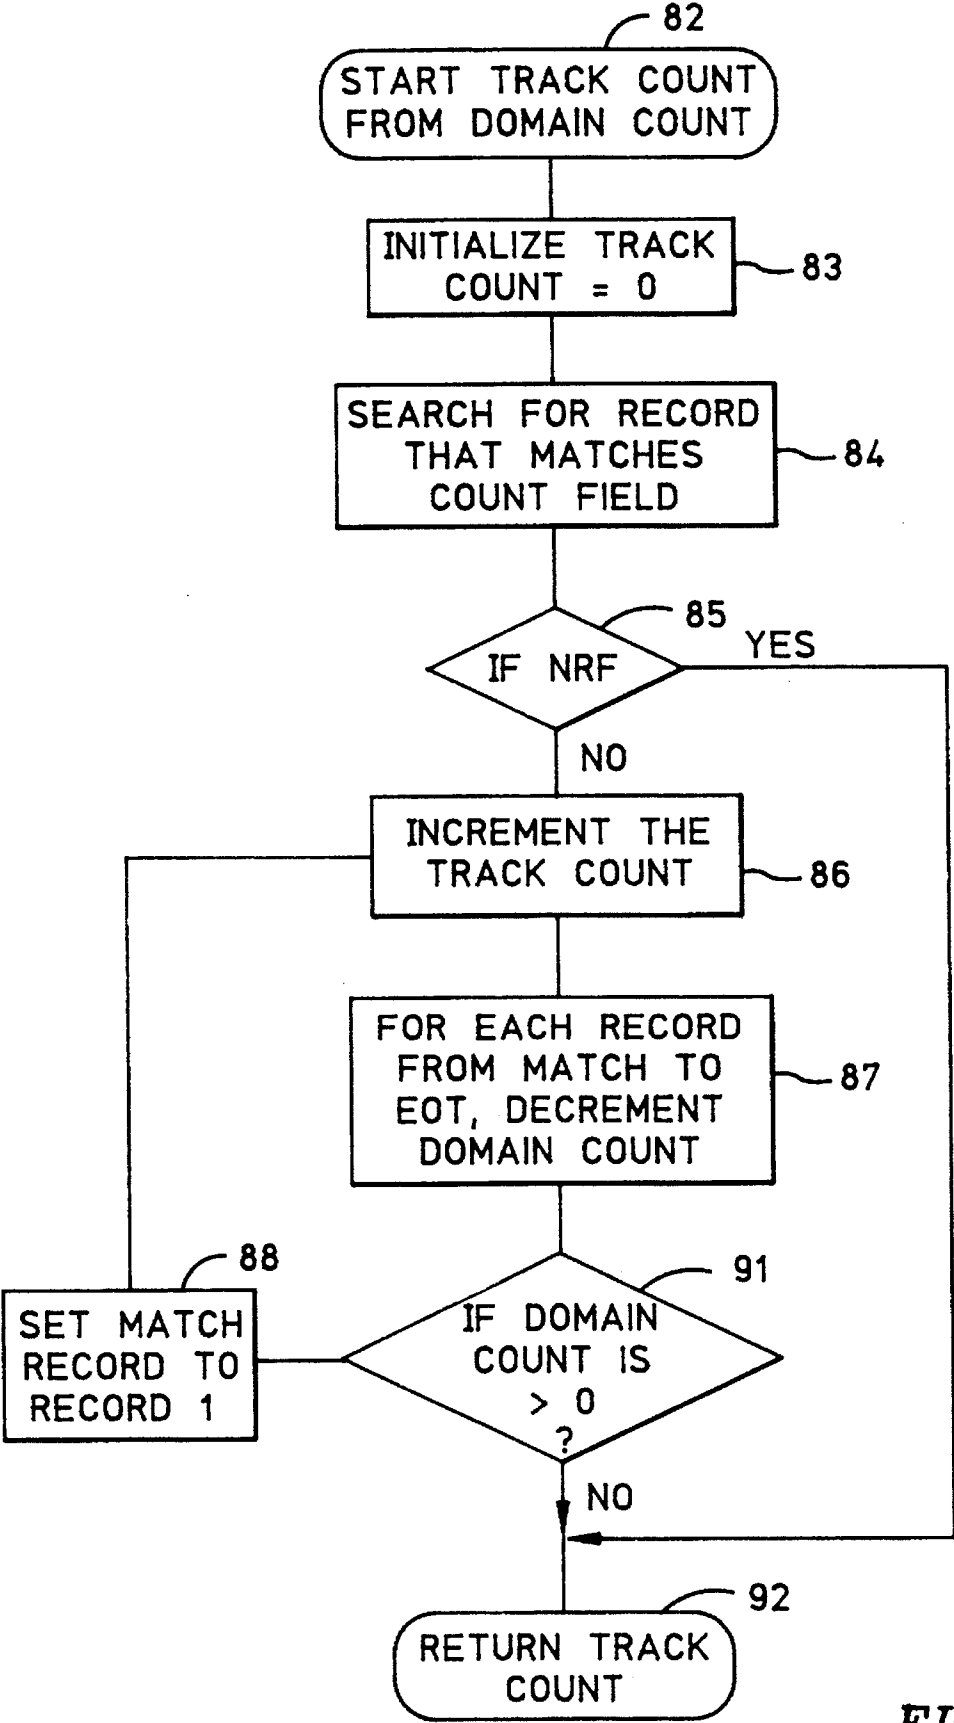 82
START TRACK COUNT
FROM DOMAIN COUNT
INITIALIZE TRACK
COUNT = 0
83
SEARCH FOR RECORD
THAT MATCHES
COUNT FIELD
84
85
IF NRF
YES
NO
INCREMENT THE
TRACK COUNT
86
FOR EACH RECORD
FROM MATCH TO
EOT, DECREMENT
DOMAIN COUNT
87
88
SET MATCH
RECORD TO
RECORD 1
91
IF DOMAIN
COUNT IS
> 0
?
NO
92
RETURN TRACK
COUNT